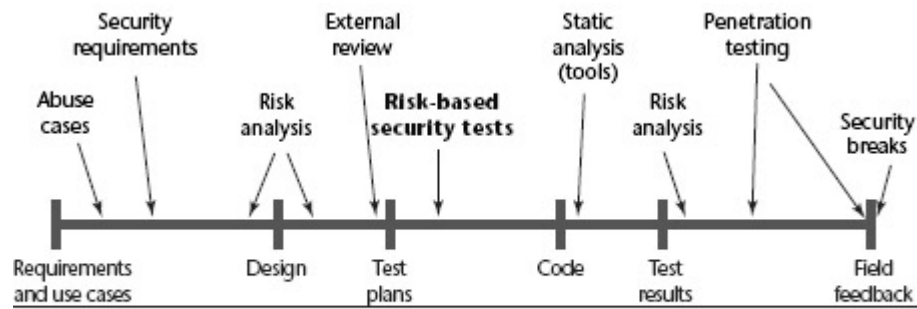 Security
requirements
External
review
Static
analysis
(tools)
Penetration
testing
Abuse
cases
Risk
analysis
Risk-based
security tests
Risk
analysis
Security
breaks
Requirements
and use cases
Design
Test
plans
Code
Test
results
Field
feedback